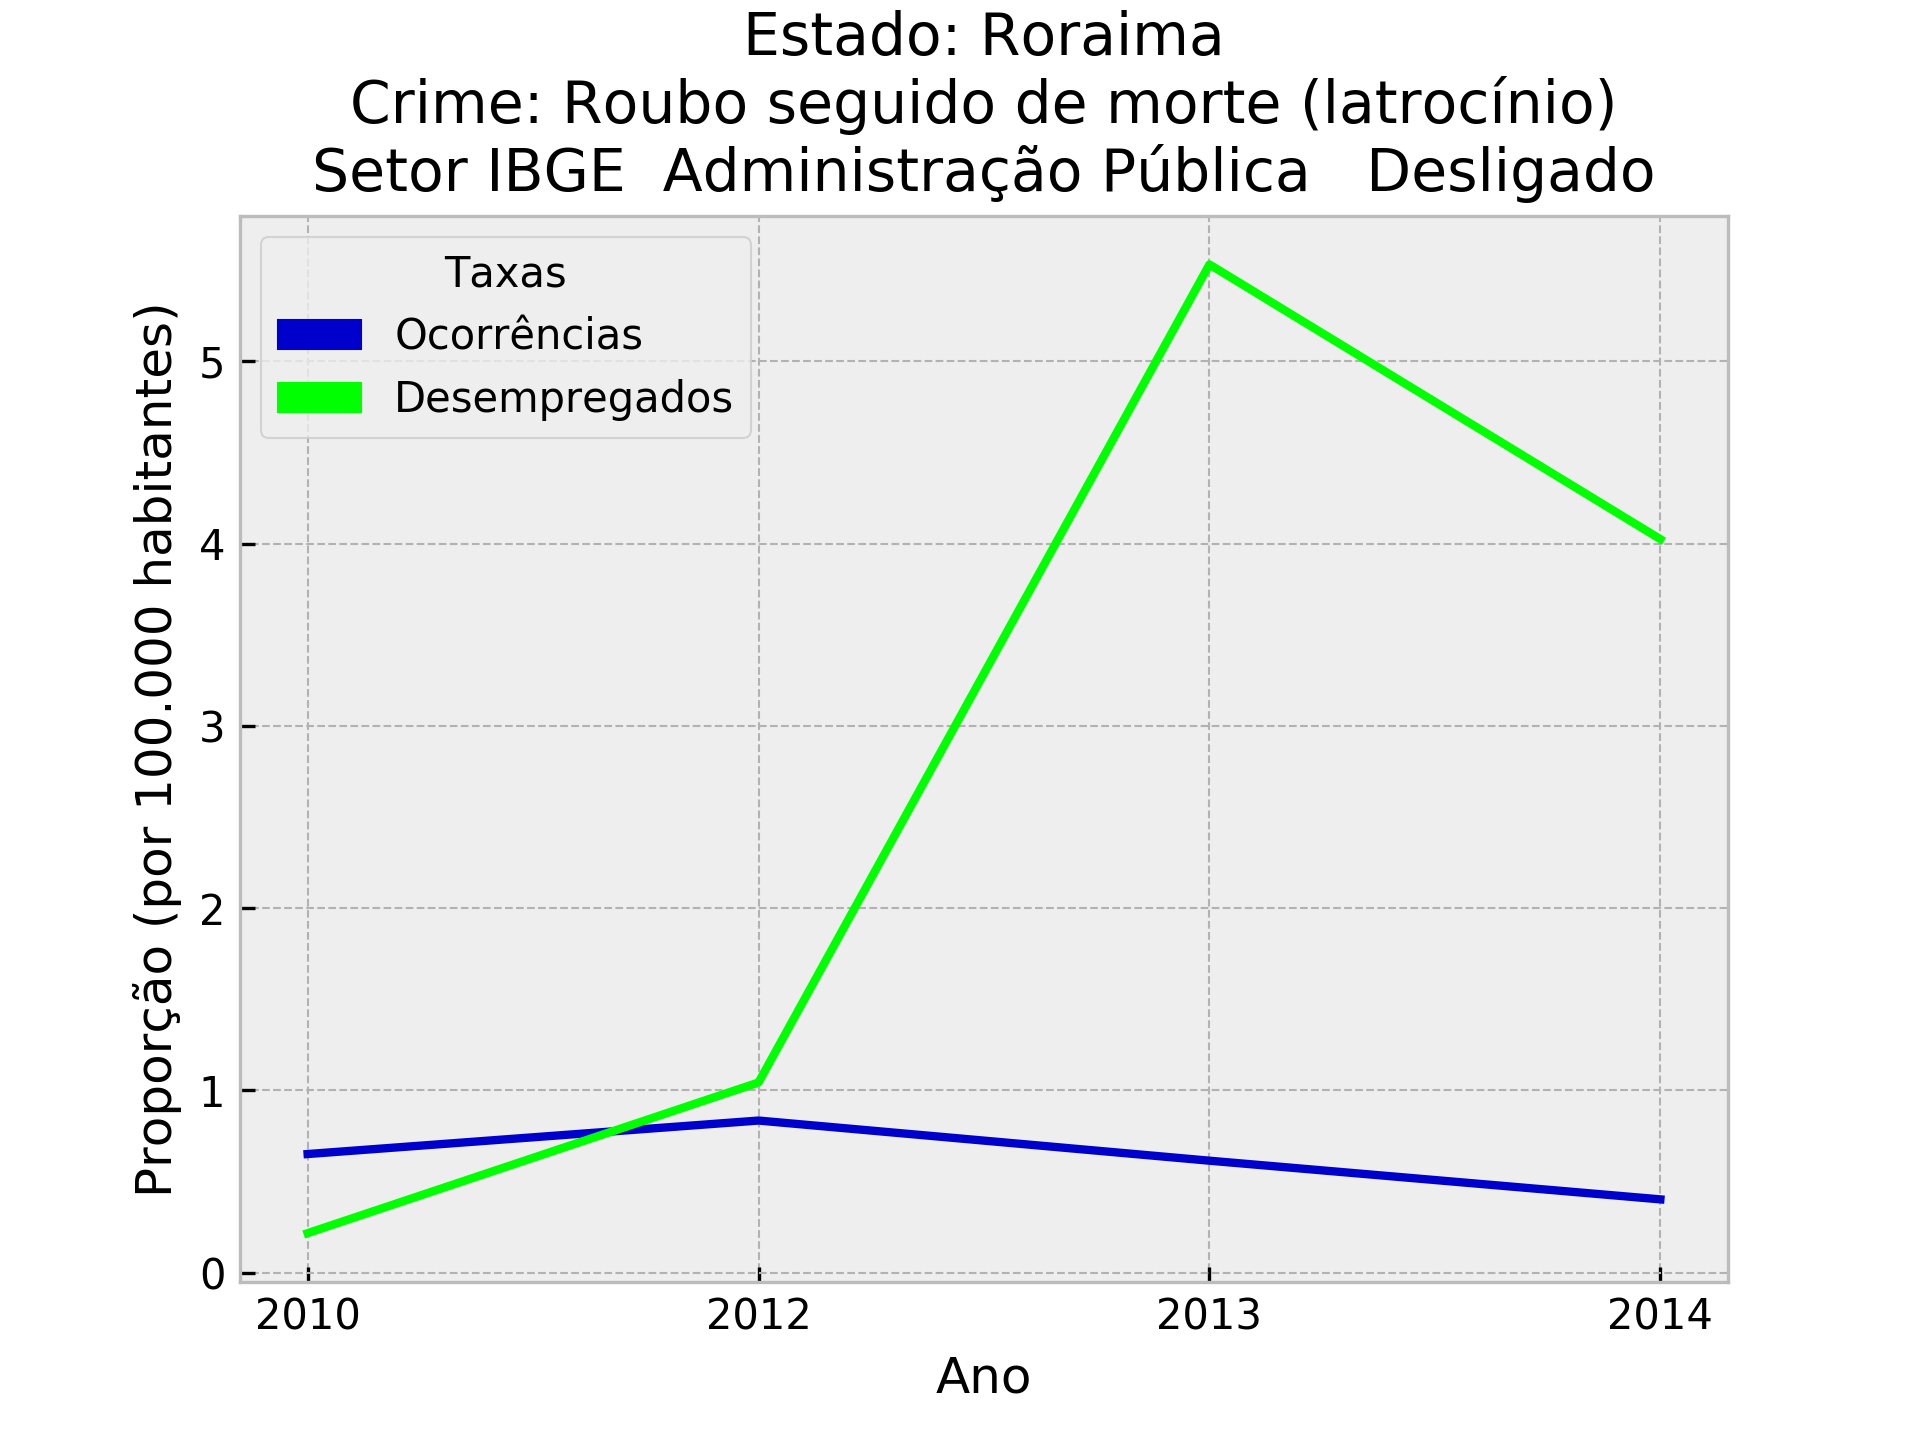 Estado: Roraima
Crime: Roubo seguido de morte (latrocínio)
Setor IBGE  Administração Pública   Desligado
Taxas
Ocorrências
Desempregados
Proporção (por 100.000 habitantes)
5
4
3
2
1
0
2010 2012 2013 2014
Ano